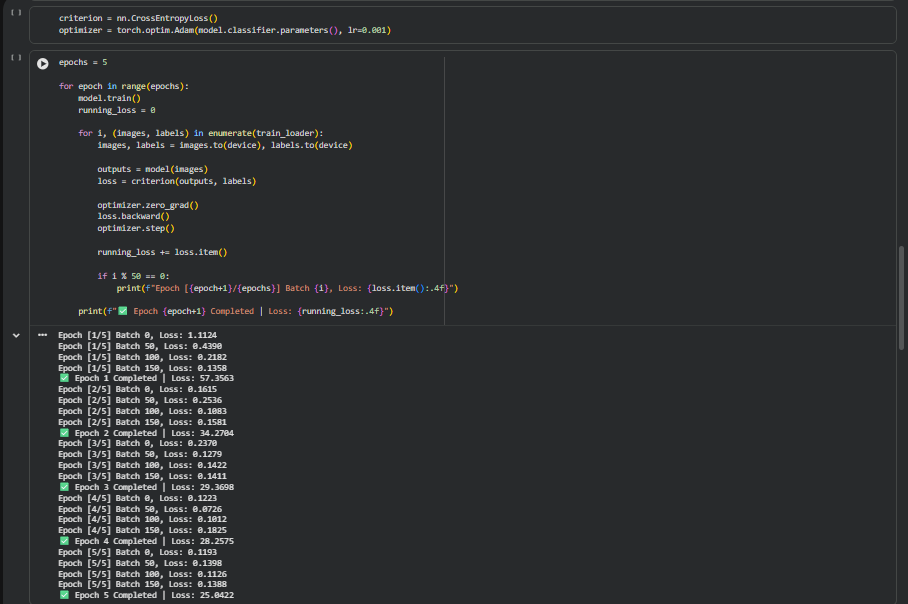 [ ]
criterion = nn.CrossEntropyLoss()
optimizer = torch.optim.Adam(model.classifier.parameters(), lr=0.001)
[ ]
epochs = 5
for epoch in range(epochs):
model.train()
running_loss = 0
for i, (images, labels) in enumerate(train_loader):
images, labels = images.to(device), labels.to(device)
outputs = model(images)
loss = criterion(outputs, labels)
optimizer.zero_grad()
loss.backward()
optimizer.step()
running_loss += loss.item()
if i % 50 == 0:
print(f"Epoch [{epoch+1}/{epochs}] Batch {i}, Loss: {loss.item():.4f}")
print(f"✅ Epoch {epoch+1} Completed | Loss: {running_loss:.4f}")
Epoch [1/5] Batch 0, Loss: 1.1124
Epoch [1/5] Batch 50, Loss: 0.4390
Epoch [1/5] Batch 100, Loss: 0.2182
Epoch [1/5] Batch 150, Loss: 0.1358
✅ Epoch 1 Completed | Loss: 57.3563
Epoch [2/5] Batch 0, Loss: 0.1615
Epoch [2/5] Batch 50, Loss: 0.2536
Epoch [2/5] Batch 100, Loss: 0.1083
Epoch [2/5] Batch 150, Loss: 0.1581
✅ Epoch 2 Completed | Loss: 34.2704
Epoch [3/5] Batch 0, Loss: 0.2370
Epoch [3/5] Batch 50, Loss: 0.1279
Epoch [3/5] Batch 100, Loss: 0.1422
Epoch [3/5] Batch 150, Loss: 0.1411
✅ Epoch 3 Completed | Loss: 29.3698
Epoch [4/5] Batch 0, Loss: 0.1223
Epoch [4/5] Batch 50, Loss: 0.0726
Epoch [4/5] Batch 100, Loss: 0.1012
Epoch [4/5] Batch 150, Loss: 0.1825
✅ Epoch 4 Completed | Loss: 28.2575
Epoch [5/5] Batch 0, Loss: 0.1193
Epoch [5/5] Batch 50, Loss: 0.1398
Epoch [5/5] Batch 100, Loss: 0.1126
Epoch [5/5] Batch 150, Loss: 0.1388
✅ Epoch 5 Completed | Loss: 25.0422